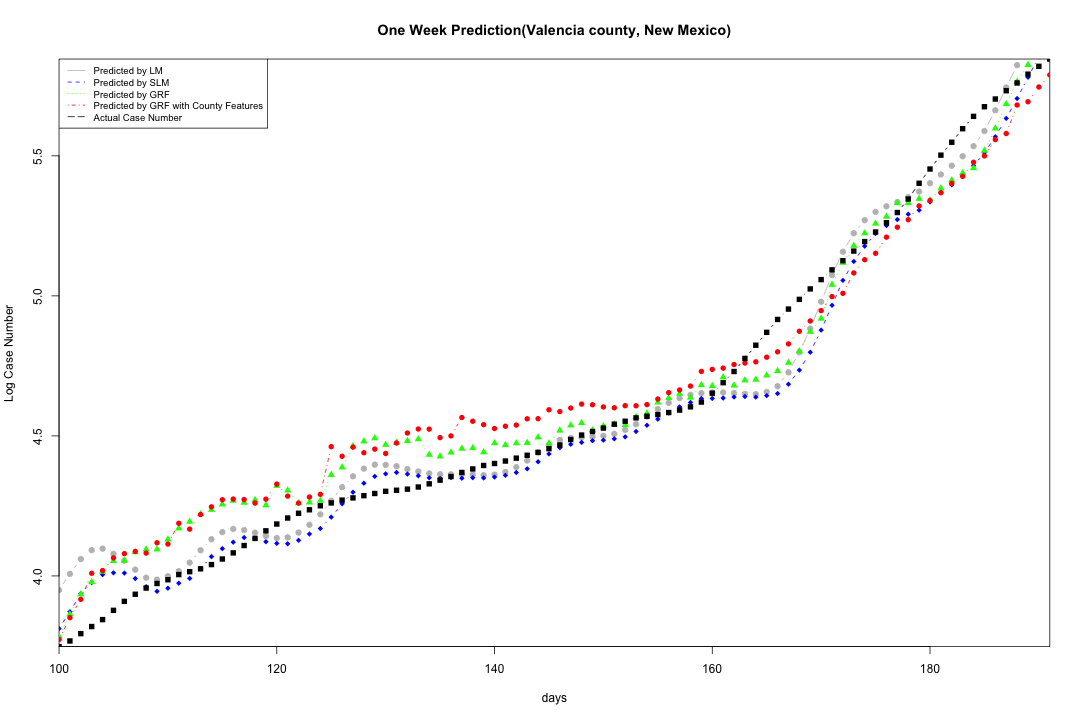 One Week Prediction(Valencia county, New Mexico)
Predicted by LM
Predicted by SLM
Predicted by GRF
Predicted by GRF with County Features
Actual Case Number
5.5
5.0
4.5
4.0
Log Case Number
100 120 140 160 180
days